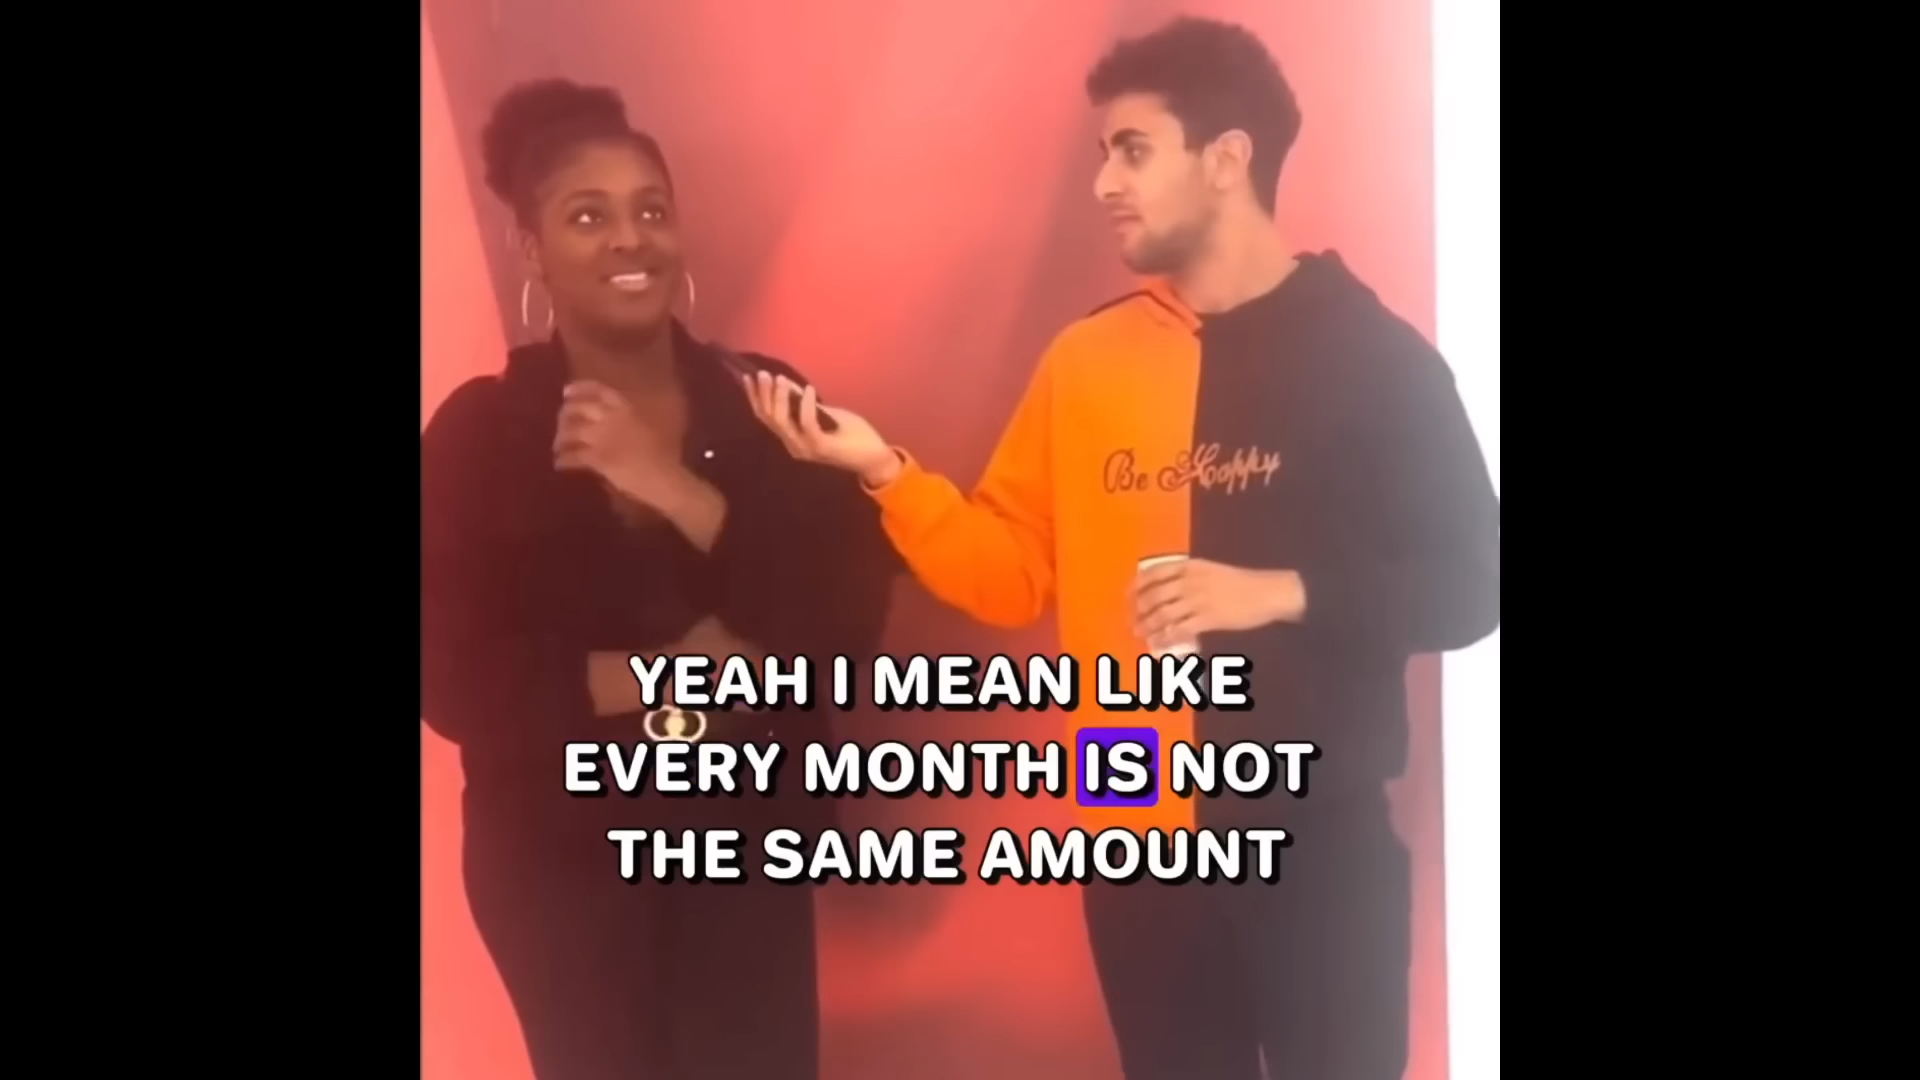 Be Happy
YEAH I MEAN LIKE
EVERY MONTH IS NOT
THE SAME AMOUNT